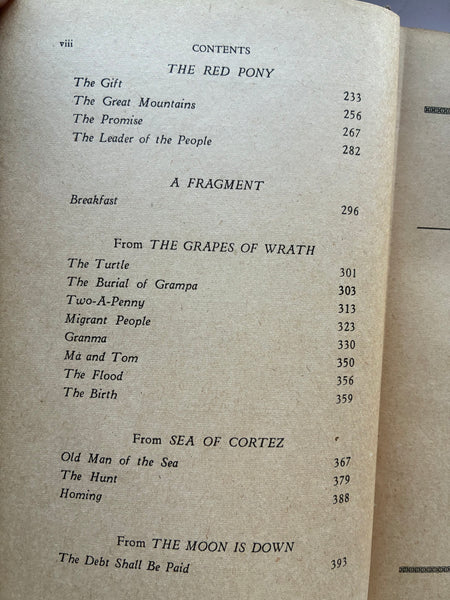 viii CONTENTS
THE RED PONY
The Gift 233
The Great Mountains 256
The Promise 267
The Leader of the People 282
A FRAGMENT
Breakfast 296
From THE GRAPES OF WRATH
The Turtle 301
The Burial of Grampa 303
Two-A-Penny 313
Migrant People 323
Granma 330
Ma and Tom 350
The Flood 356
The Birth 359
From SEA OF CORTEZ
Old Man of the Sea 367
The Hunt 379
Homing 388
From THE MOON IS DOWN
The Debt Shall Be Paid 393